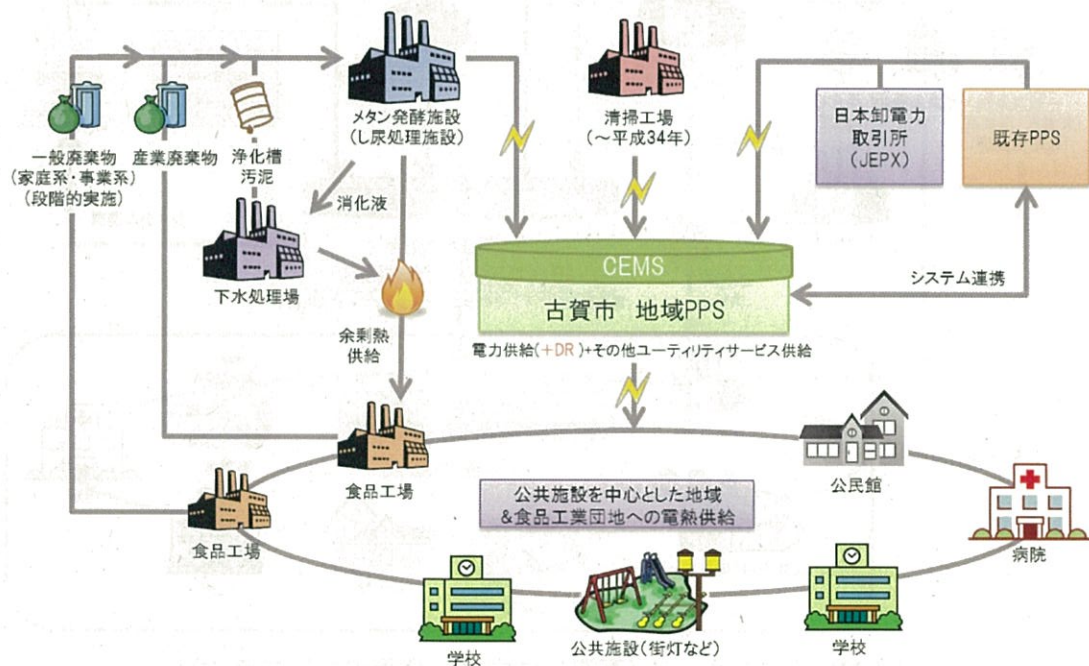 メタン発酵施設
(し尿処理施設)
清掃工場
(～平成34年)
日本卸電力
取引所
(JEPX)
既存PPS
一般廃棄物
(家庭系・事業系)
(段階的実施)
産業廃棄物
浄化槽
汚泥
消化液
下水処理場
余剰熱
供給
CEMS
古賀市 地域PPS
システム連携
電力供給(+DR)+その他ユーティリティサービス供給
食品工場
食品工場
公民館
病院
公共施設を中心とした地域
&食品工業団地への電熱供給
学校
公共施設(街灯など)
学校